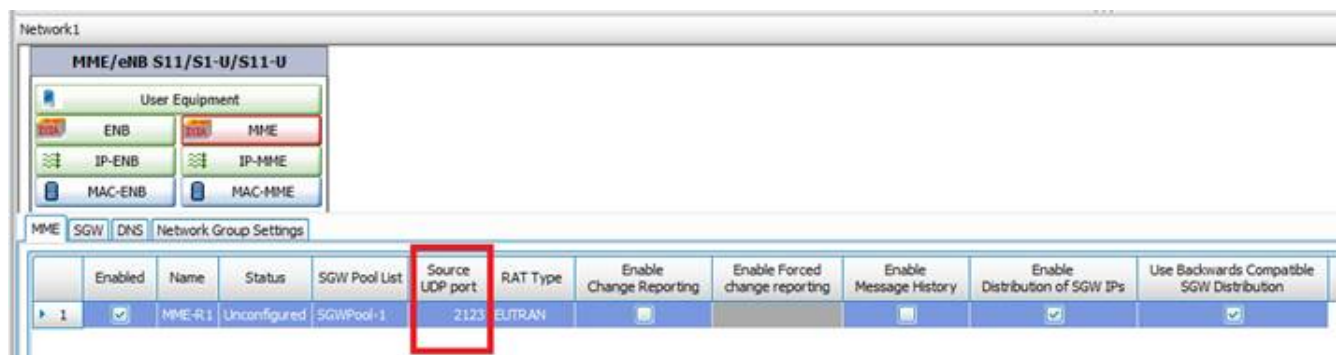 Network1
MME/eNB S11/S1-U/S11-U
User Equipment
ENB MME
IP-ENB IP-MME
MAC-ENB MAC-MME
MME SGW DNS Network Group Settings
Enabled Name Status SGW Pool List Source UDP port RAT Type Enable Change Reporting Enable Forced change reporting Enable Message History Enable Distribution of SGW IPs Use Backwards Compatible SGW Distribution
1 MME-R1 Unconfigured SGWPool-1 2123 EUTRAN